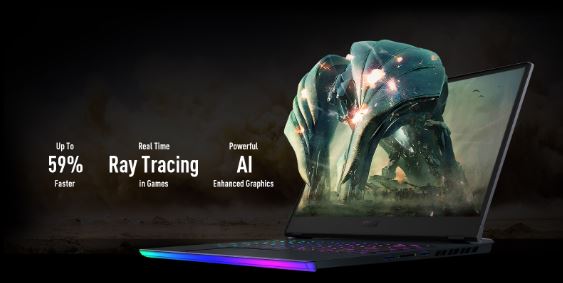 Up To
59%
Faster
Real Time
Ray Tracing
in Games
Powerful
AI
Enhanced Graphics